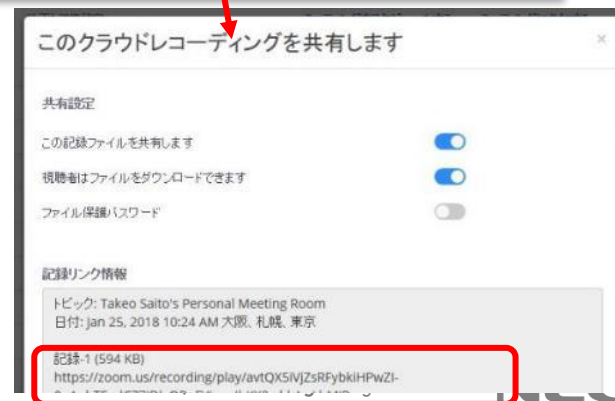 このクラウドレコーディングを共有します
×
共有設定
この記録ファイルを共有します
視聴者はファイルをダウンロードできます
ファイル保護パスワード
記録リンク情報
トピック: Takeo Saito's Personal Meeting Room
日付: Jan 25, 2018 10:24 AM 大阪、札幌、東京
記録-1 (594 KB)
https://zoom.us/recording/play/avtQX5iVjZsRFybkiHPwZI-